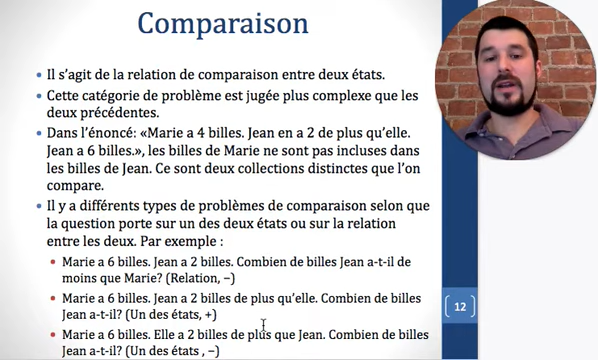 Comparaison
• Il s'agit de la relation de comparaison entre deux états.
• Cette catégorie de problème est jugée plus complexe que les
deux précédentes.
• Dans l'énoncé: «Marie a 4 billes. Jean en a 2 de plus qu'elle.
Jean a 6 billes.», les billes de Marie ne sont pas incluses dans
les billes de Jean. Ce sont deux collections distinctes que l'on
compare.
• Il y a différents types de problèmes de comparaison selon que
la question porte sur un des deux états ou sur la relation
entre les deux. Par exemple :
• Marie a 6 billes. Jean a 2 billes. Combien de billes Jean a-t-il de
moins que Marie? (Relation, −)
• Marie a 6 billes. Jean a 2 billes de plus qu'elle. Combien de billes
Jean a-t-il? (Un des états, +)
• Marie a 6 billes. Elle a 2 billes de plus que Jean. Combien de billes
Jean a-t-il? (Un des états , −)
12